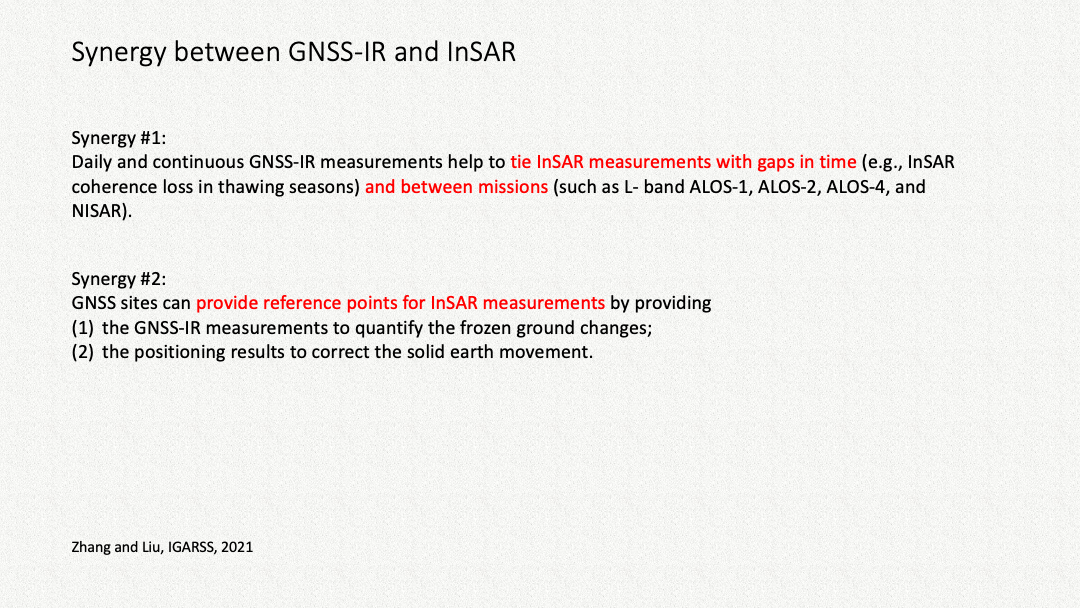 Synergy between GNSS-IR and InSAR
Synergy #1:
Daily and continuous GNSS-IR measurements help to tie InSAR measurements with gaps in time (e.g., InSAR
coherence loss in thawing seasons) and between missions (such as L- band ALOS-1, ALOS-2, ALOS-4, and
NISAR).
Synergy #2:
GNSS sites can provide reference points for InSAR measurements by providing
(1) the GNSS-IR measurements to quantify the frozen ground changes;
(2) the positioning results to correct the solid earth movement.
Zhang and Liu, IGARSS, 2021